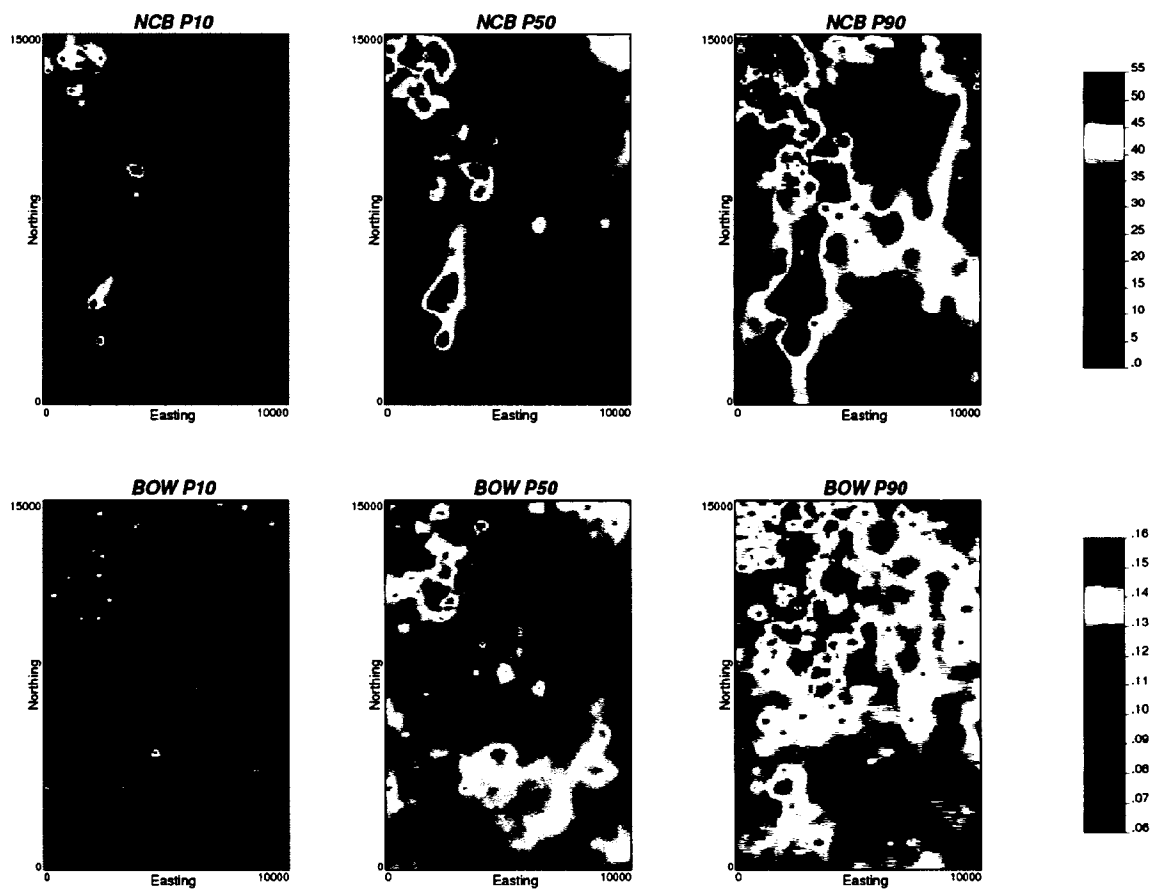 NCB P10
NCB P50
NCB P90
15000
Northing
0
0
Easting
10000
15000
Northing
0
0
Easting
10000
15000
Northing
0
0
Easting
10000
55
50
45
40
35
30
25
20
15
10
5
.0
BOW P10
BOW P50
BOW P90
15000
Northing
0
0
Easting
10000
15000
Northing
0
0
Easting
10000
15000
Northing
0
0
Easting
10000
.16
.15
.14
.13
.12
.11
.10
.09
.08
.07
.06